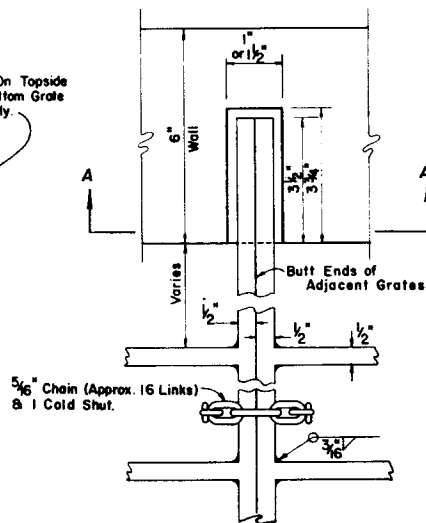 1"
or 1½"
On Topside
ttom Grate
ly.
6"
Wall
3½"
3¾"
A
A
Varies
Butt Ends of
Adjacent Grates
½"
½"
½"
5/16" Chain (Approx. 16 Links)
& 1 Cold Shut.
3/16"